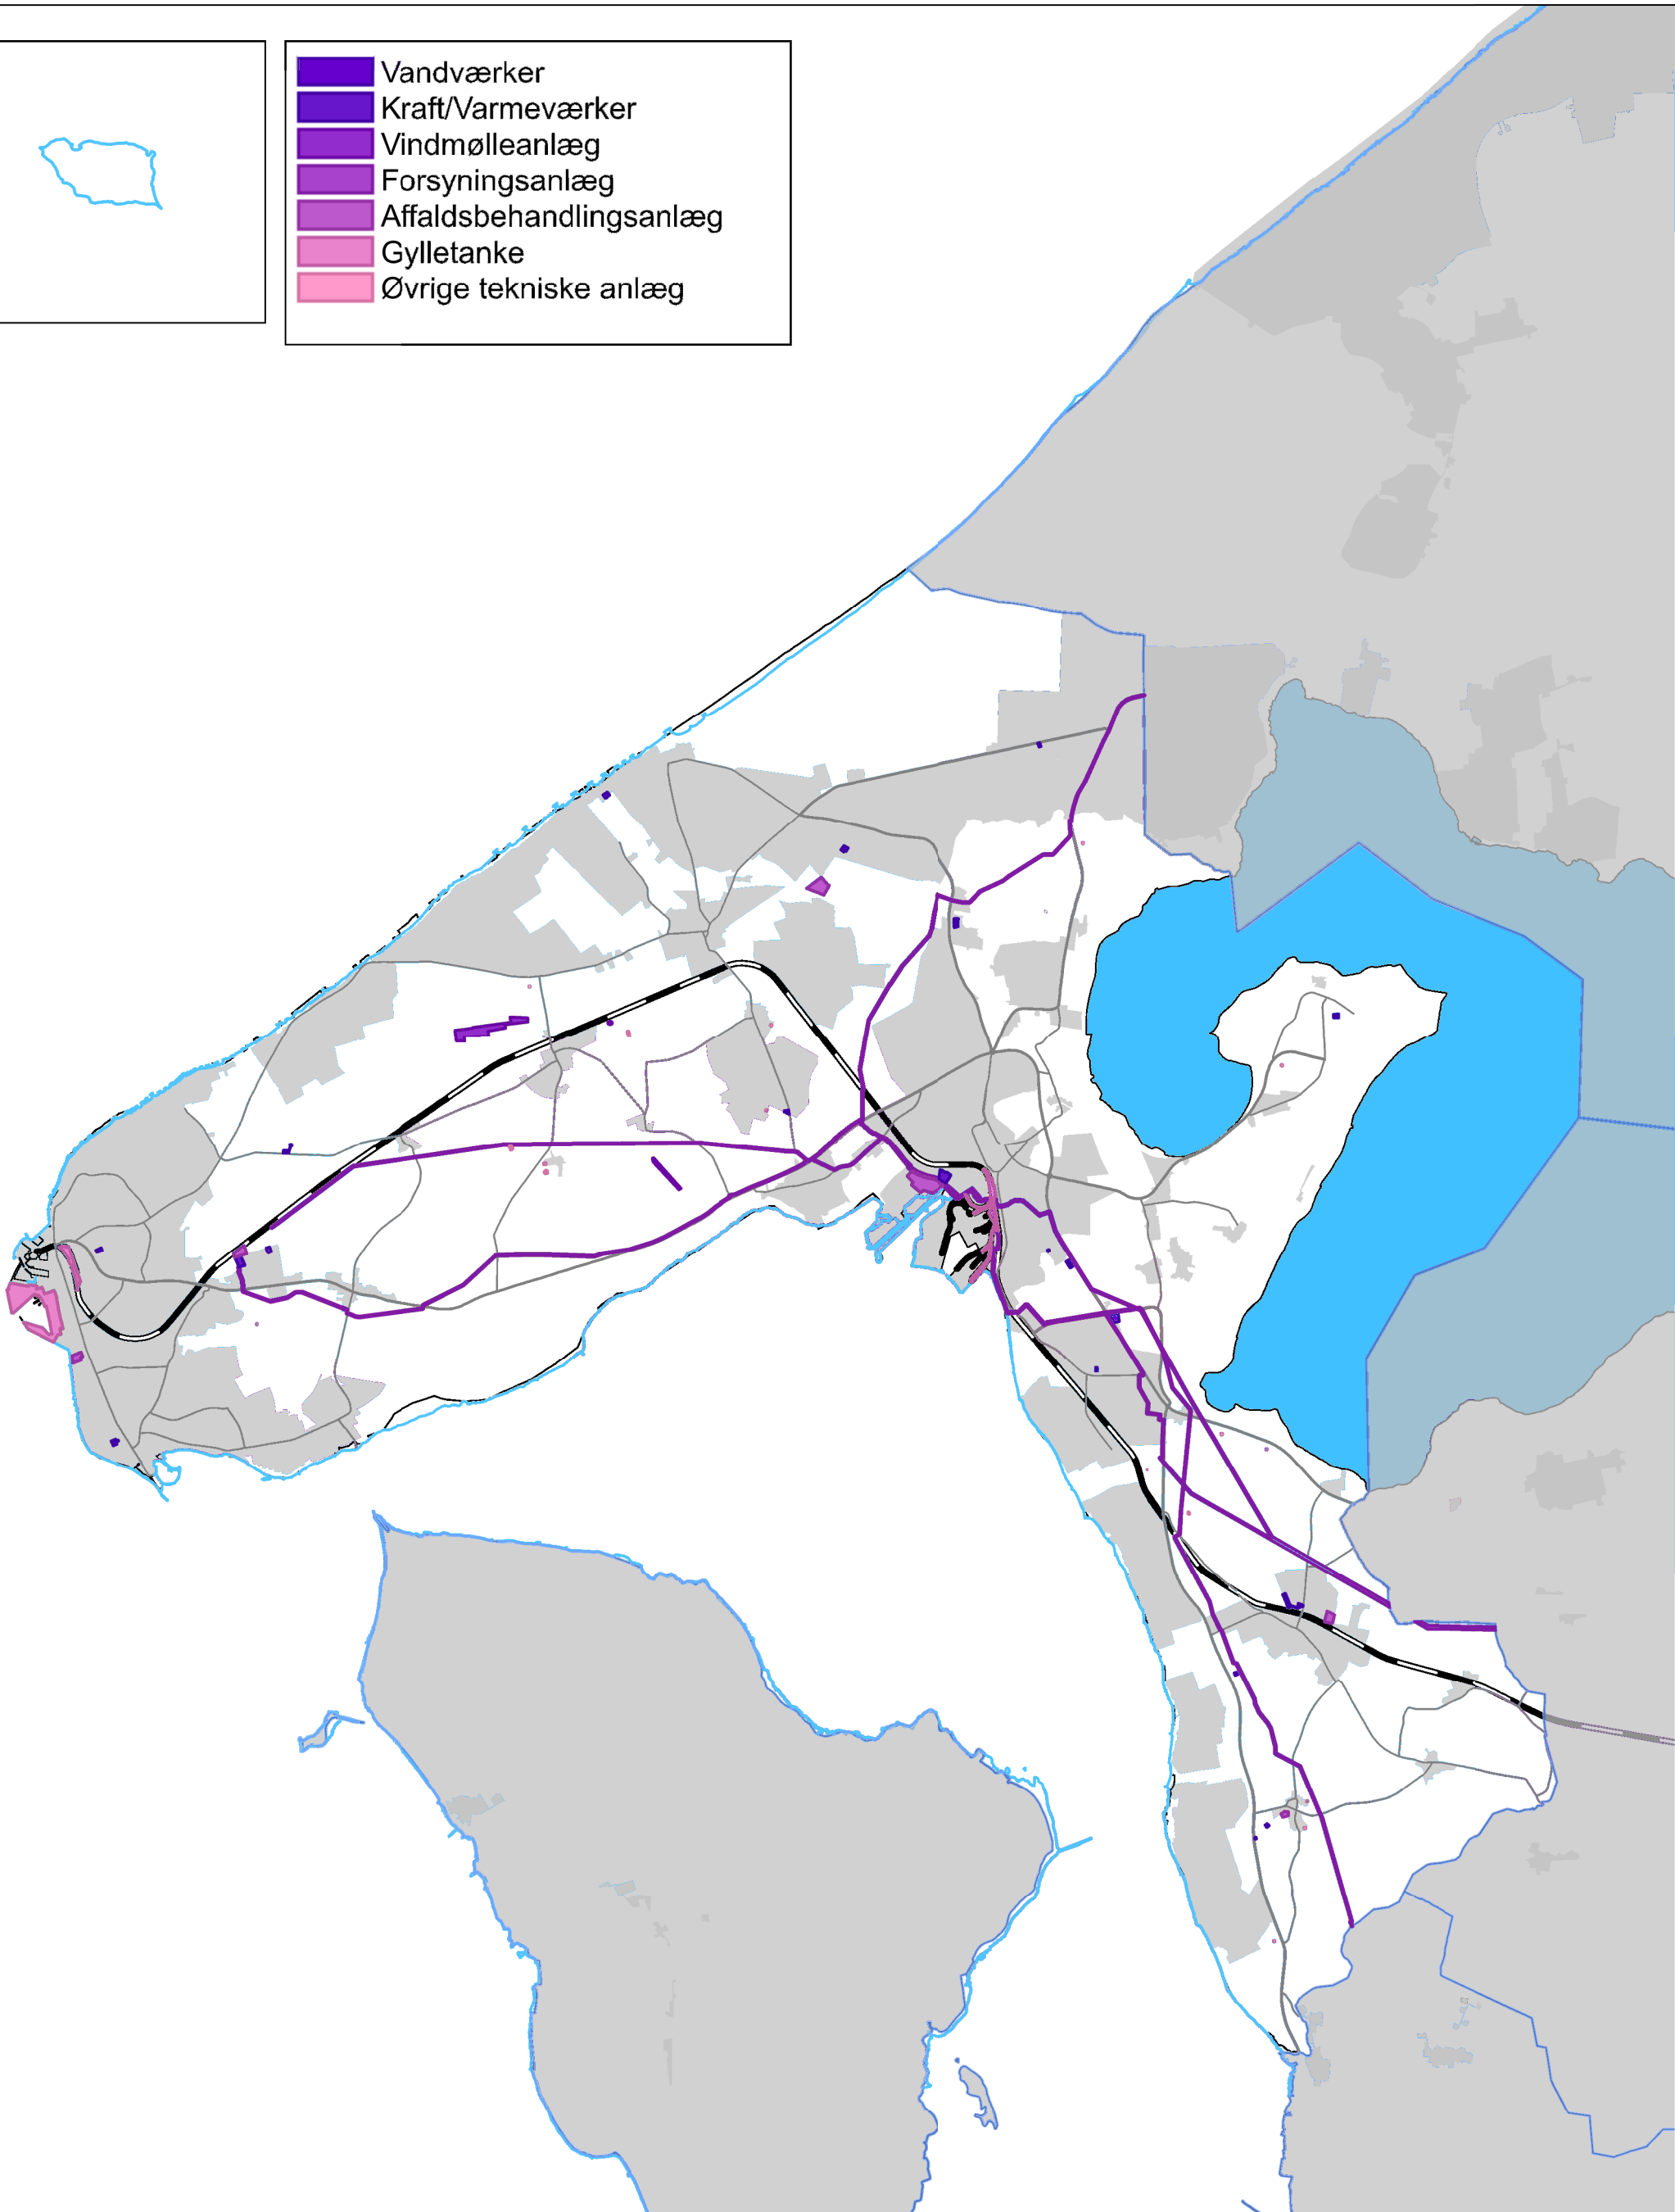 Vandværker
Kraft/Varmeværker
Vindmølleanlæg
Forsyningsanlæg
Affaldsbehandlingsanlæg
Gylletanke
Øvrige tekniske anlæg